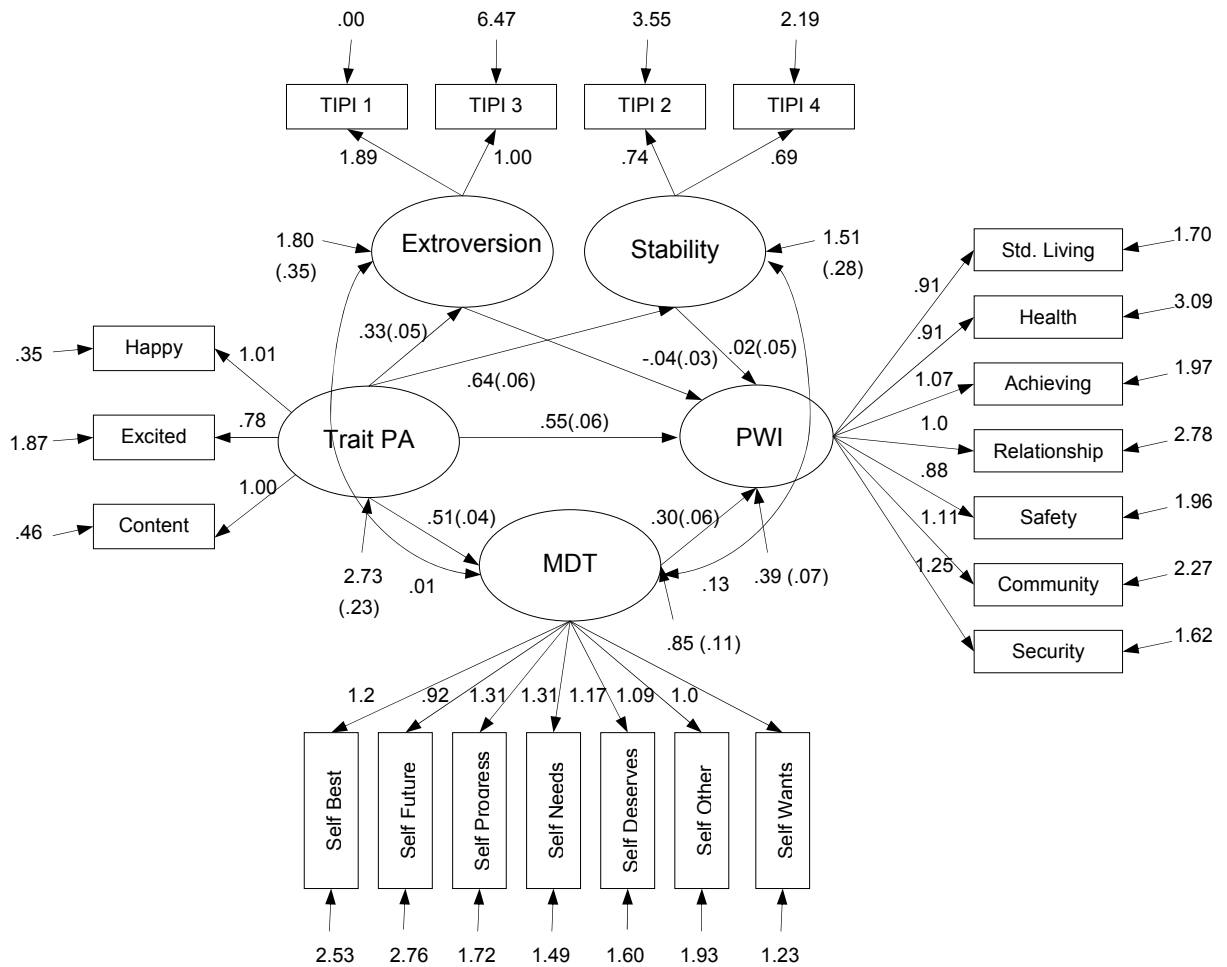 .00
6.47
3.55
2.19
TIPI 1
TIPI 3
TIPI 2
TIPI 4
1.89
1.00
.74
.69
Extroversion
Stability
1.80
(.35)
1.51
(.28)
Std. Living
1.70
.91
Health
3.09
.91
Happy
.35
1.01
.33(.05)
-.04(.03)
.02(.05)
.64(.06)
Achieving
1.97
1.07
Excited
1.87
.78
Trait PA
.55(.06)
PWI
1.0
Relationship
2.78
.88
Safety
1.96
Content
.46
1.00
.51(.04)
.30(.06)
1.11
MDT
2.73
(.23)
.01
.13
.39 (.07)
1.25
Community
2.27
.85 (.11)
Security
1.62
1.2
.92
1.31
1.31
1.17
1.09
1.0
Self Best
Self Future
Self Progress
Self Needs
Self Deserves
Self Other
Self Wants
2.53
2.76
1.72
1.49
1.60
1.93
1.23